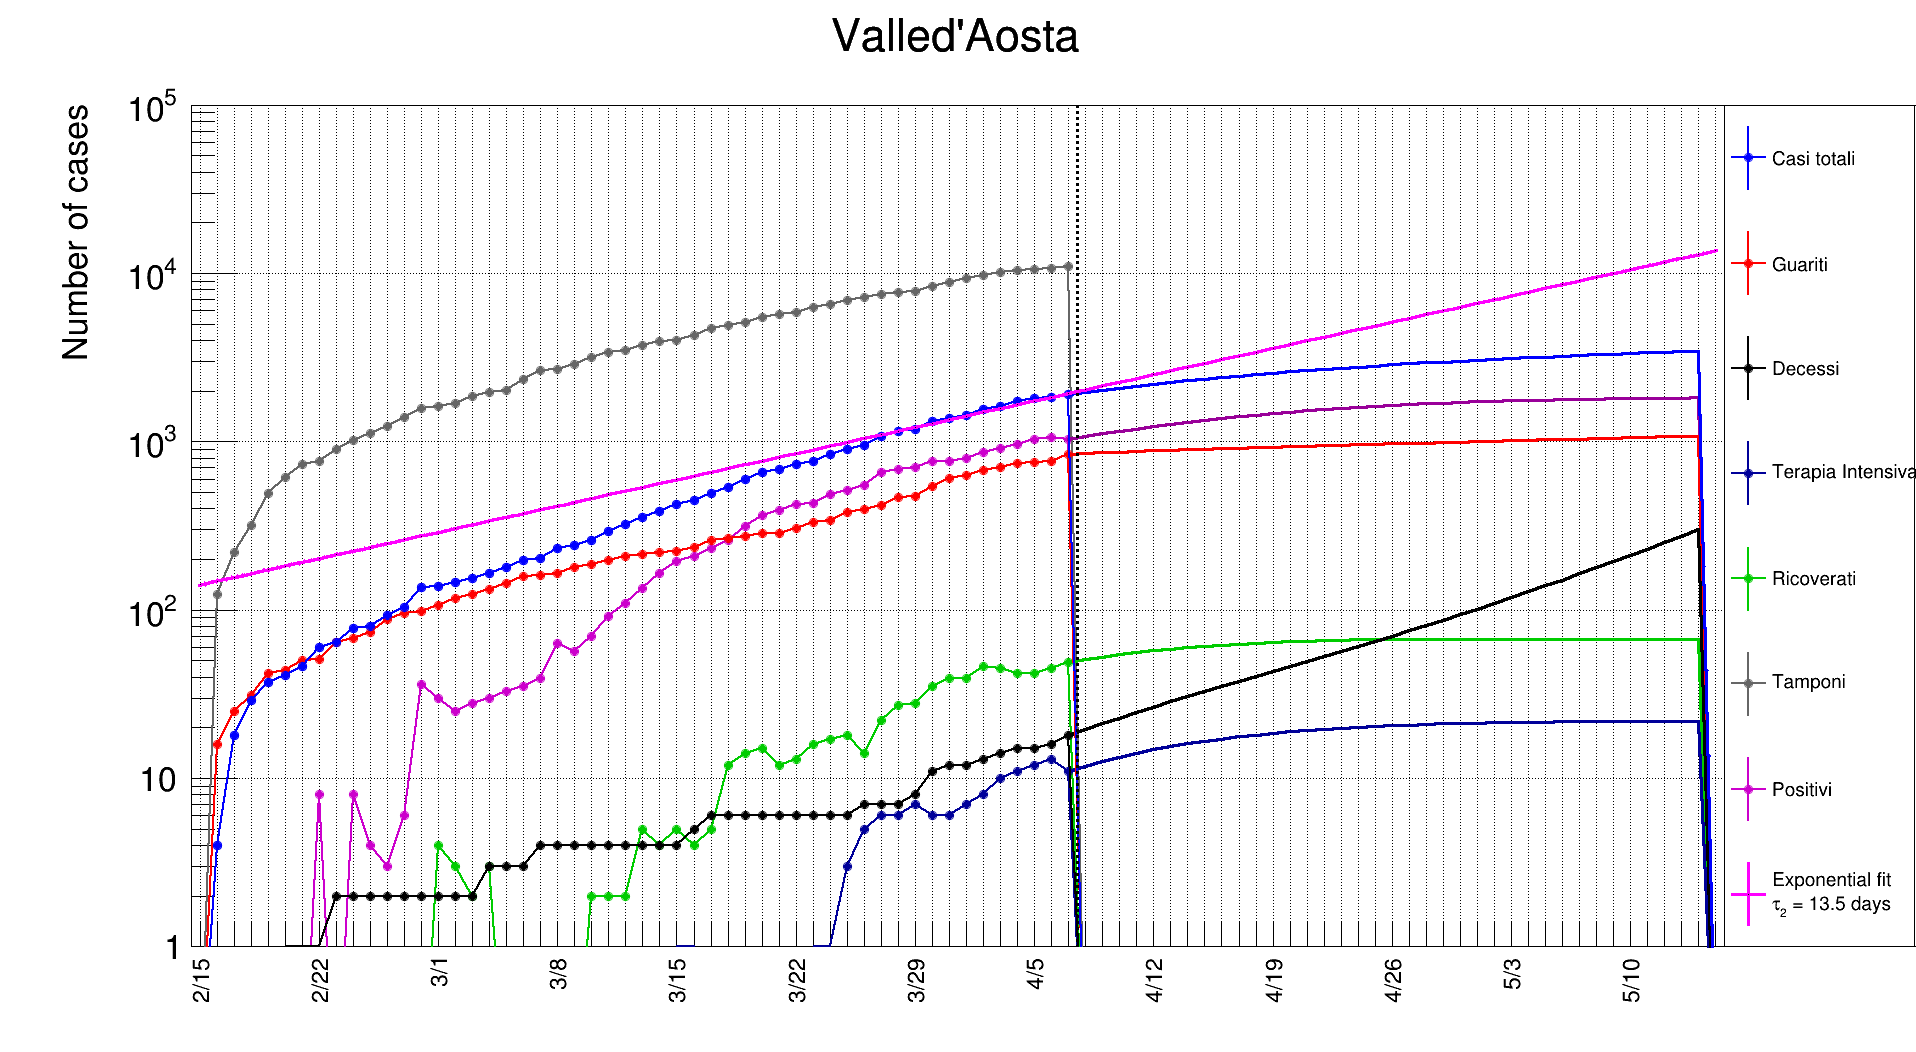 Valled'Aosta
Number of cases
10^5
10^4
10^3
10^2
10
1
2/15
2/22
3/1
3/8
3/15
3/22
3/29
4/5
4/12
4/19
4/26
5/3
5/10
Casi totali
Guariti
Decessi
Terapia Intensiva
Ricoverati
Tamponi
Positivi
Exponential fit
τ_2 = 13.5 days